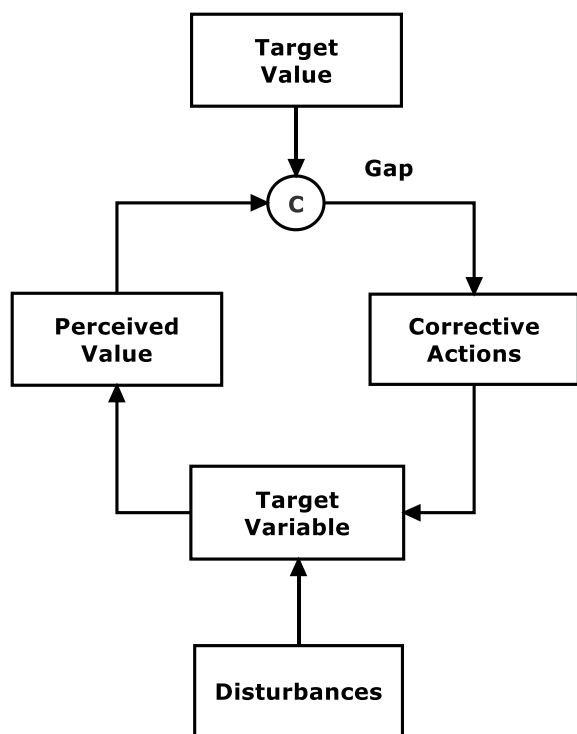 Target
Value
Gap
C
Perceived
Value
Corrective
Actions
Target
Variable
Disturbances